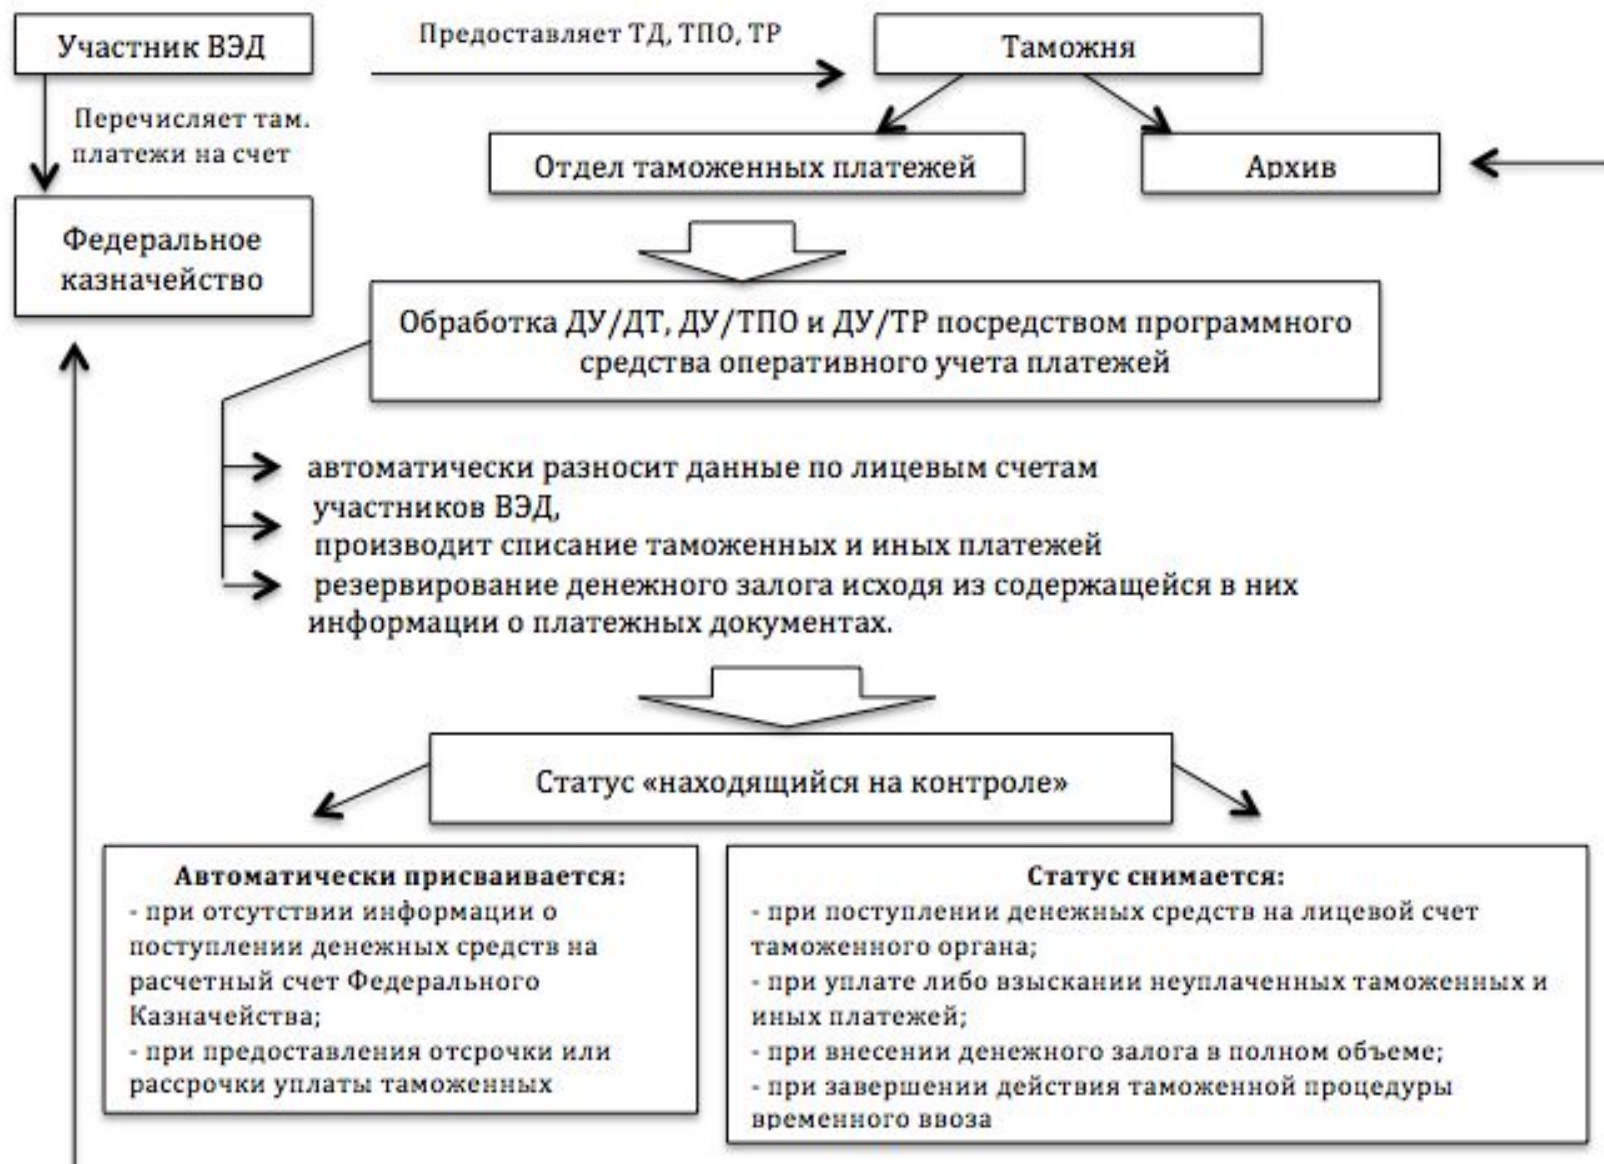 Участник ВЭД
Предоставляет ТД, ТПО, ТР
Таможня
Перечисляет там.
платежи на счет
Отдел таможенных платежей
Архив
Федеральное
казначейство
Обработка ДУ/ДТ, ДУ/ТПО и ДУ/ТР посредством программного
средства оперативного учета платежей
автоматически разносит данные по лицевым счетам
участников ВЭД,
производит списание таможенных и иных платежей
резервирование денежного залога исходя из содержащейся в них
информации о платежных документах.
Статус «находящийся на контроле»
Автоматически присваивается:
- при отсутствии информации о
поступлении денежных средств на
расчетный счет Федерального
Казначейства;
- при предоставления отсрочки или
рассрочки уплаты таможенных
Статус снимается:
- при поступлении денежных средств на лицевой счет
таможенного органа;
- при уплате либо взыскании неуплаченных таможенных и
иных платежей;
- при внесении денежного залога в полном объеме;
- при завершении действия таможенной процедуры
временного ввоза